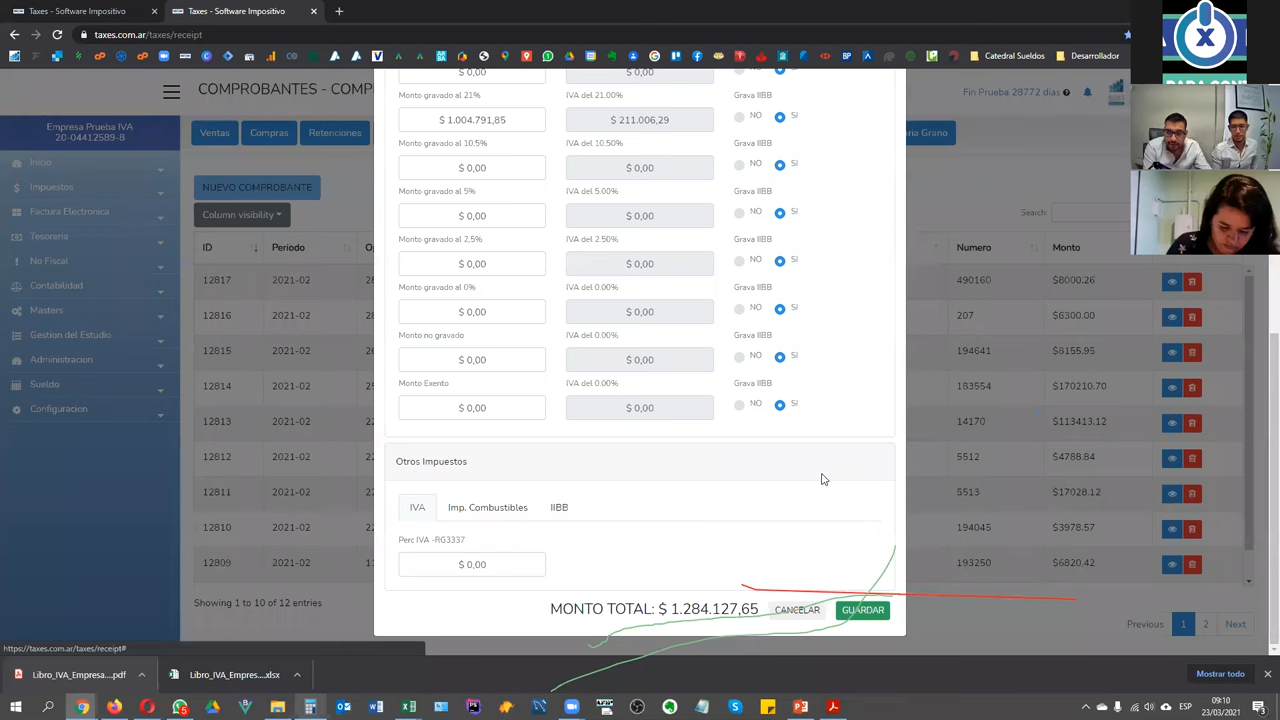 Taxes - Software Impositivo
Taxes - Software Impositivo
taxes.com.ar/taxes/receipt
Catedral Sueldos
Desarrollador
COMPROBANTES - COMP
Fin Prueba 28772 dias
PARA CONT
Empresa Prueba IVA
20-04412589-8
Ventas
Compras
Retenciones
aria Grano
Inicio
Impuestos
Factura Electronica
Tesoreria
No Fiscal
Contabilidad
Masters
Gestion del Estudio
Administracion
Sueldo
Configuracion
NUEVO COMPROBANTE
Column visibility
Search:
ID Periodo Op Numero Monto
12817 2021-02 490160 $8000.26
12816 2021-02 207 $6300.00
12815 2021-02 194641 $8155.95
12814 2021-02 183554 $170210.70
12813 2021-02 14170 $113413.12
12812 2021-02 5512 $4788.84
12811 2021-02 5513 $17028.12
12810 2021-02 194045 $3978.57
12809 2021-02 193250 $6820.42
Showing 1 to 10 of 12 entries
Previous 1 2 Next
$ 0,00 $ 0,00
Monto gravado al 21% IVA del 21.00% Grava IIBB
$ 1.004.791,85 $ 211.006,29 NO SI
Monto gravado al 10,5% IVA del 10.50% Grava IIBB
$ 0,00 $ 0,00 NO SI
Monto gravado al 5% IVA del 5.00% Grava IIBB
$ 0,00 $ 0,00 NO SI
Monto gravado al 2,5% IVA del 2.50% Grava IIBB
$ 0,00 $ 0,00 NO SI
Monto gravado al 0% IVA del 0.00% Grava IIBB
$ 0,00 $ 0,00 NO SI
Monto no gravado IVA del 0.00% Grava IIBB
$ 0,00 $ 0,00 NO SI
Monto Exento IVA del 0.00% Grava IIBB
$ 0,00 $ 0,00 NO SI
Otros Impuestos
IVA Imp. Combustibles IIBB
Perc IVA -RG3337
$ 0,00
MONTO TOTAL: $ 1.284.127,65 CANCELAR GUARDAR
https://taxes.com.ar/taxes/receipt#
Libro_IVA_Empresa....pdf
Libro_IVA_Empres....xlsx
Mostrar todo
ESP
09:10
23/03/2021